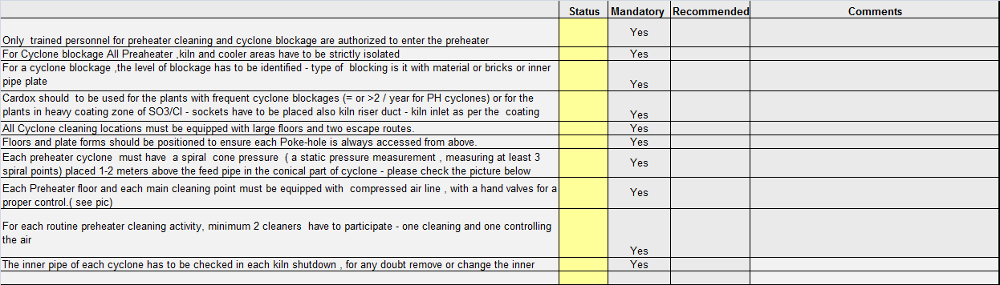 Status Mandatory Recommended Comments
Only trained personnel for preheater cleaning and cyclone blockage are authorized to enter the preheater Yes
For Cyclone blockage All Preaheater ,kiln and cooler areas have to be strictly isolated Yes
For a cyclone blockage ,the level of blockage has to be identified - type of blocking is it with material or bricks or inner
pipe plate Yes
Cardox should to be used for the plants with frequent cyclone blockages (= or >2 / year for PH cyclones) or for the
plants in heavy coating zone of SO3/Cl - sockets have to be placed also kiln riser duct - kiln inlet as per the coating Yes
All Cyclone cleaning locations must be equipped with large floors and two escape routes. Yes
Floors and plate forms should be positioned to ensure each Poke-hole is always accessed from above. Yes
Each preheater cyclone must have a spiral cone pressure ( a static pressure measurement , measuring at least 3
spiral points) placed 1-2 meters above the feed pipe in the conical part of cyclone - please check the picture below Yes
Each Preheater floor and each main cleaning point must be equipped with compressed air line , with a hand valves for a
proper control.( see pic) Yes
For each routine preheater cleaning activity, minimum 2 cleaners have to participate - one cleaning and one controlling
the air Yes
The inner pipe of each cyclone has to be checked in each kiln shutdown , for any doubt remove or change the inner Yes